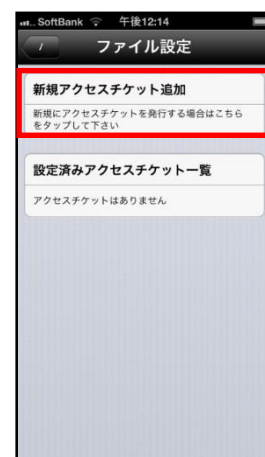 SoftBank 午後12:14
/ ファイル設定
新規アクセスチケット追加
新規にアクセスチケットを発行する場合はこちら
をタップして下さい
設定済みアクセスチケット一覧
アクセスチケットはありません